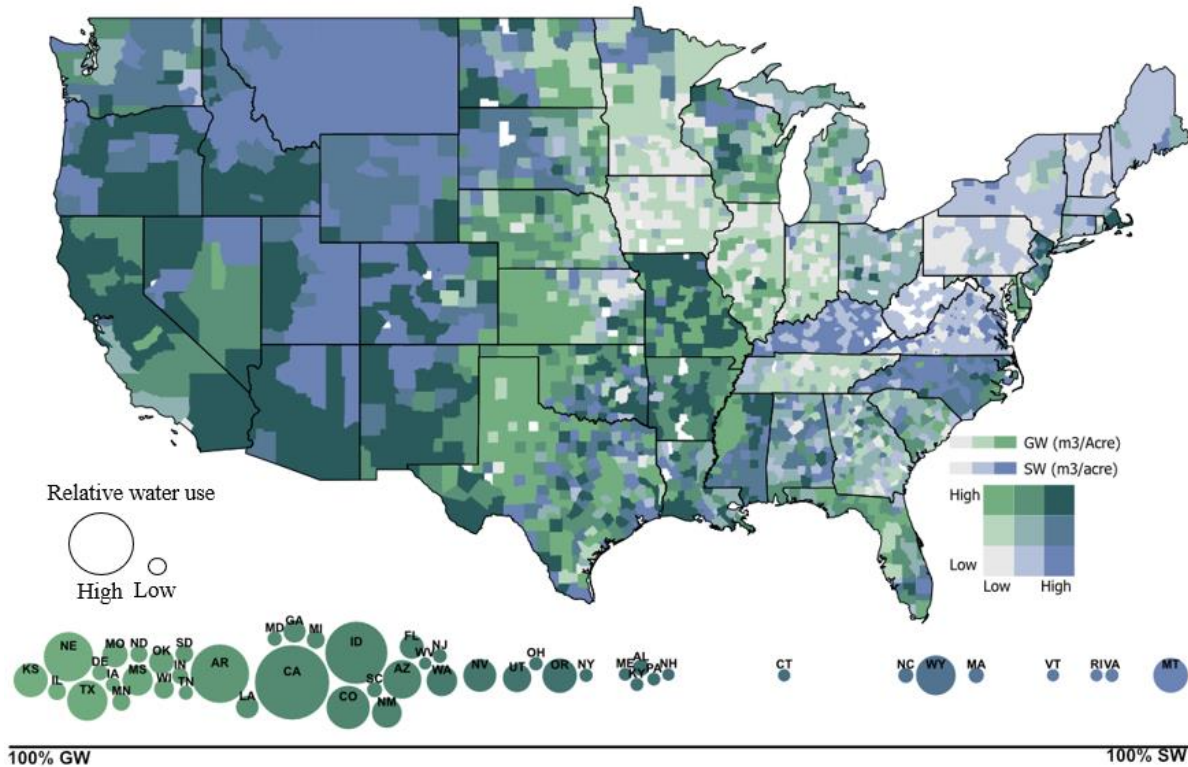 GW (m3/Acre)
SW (m3/acre)
High
Low
Low High
Relative water use
High Low
KS NE IL DE TX MO IA MN ND MS OK WI SD IN TN AR LA MD GA CA MI ID CO SC AZ NM FL WV NJ WA NV UT OH OR NY ME AL KY PA NH CT NC WY MA VT RI VA MT
100% GW 100% SW